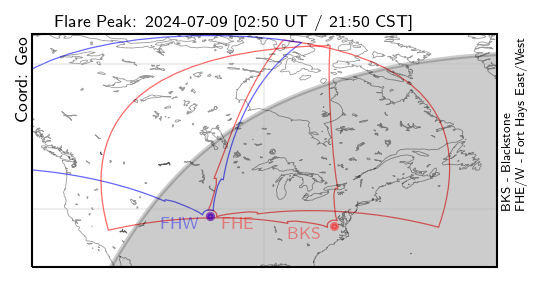 Flare Peak: 2024-07-09 [02:50 UT / 21:50 CST]
Coord: Geo
FHW
FHE
BKS
BKS - Blackstone
FHE/W - Fort Hays East/West